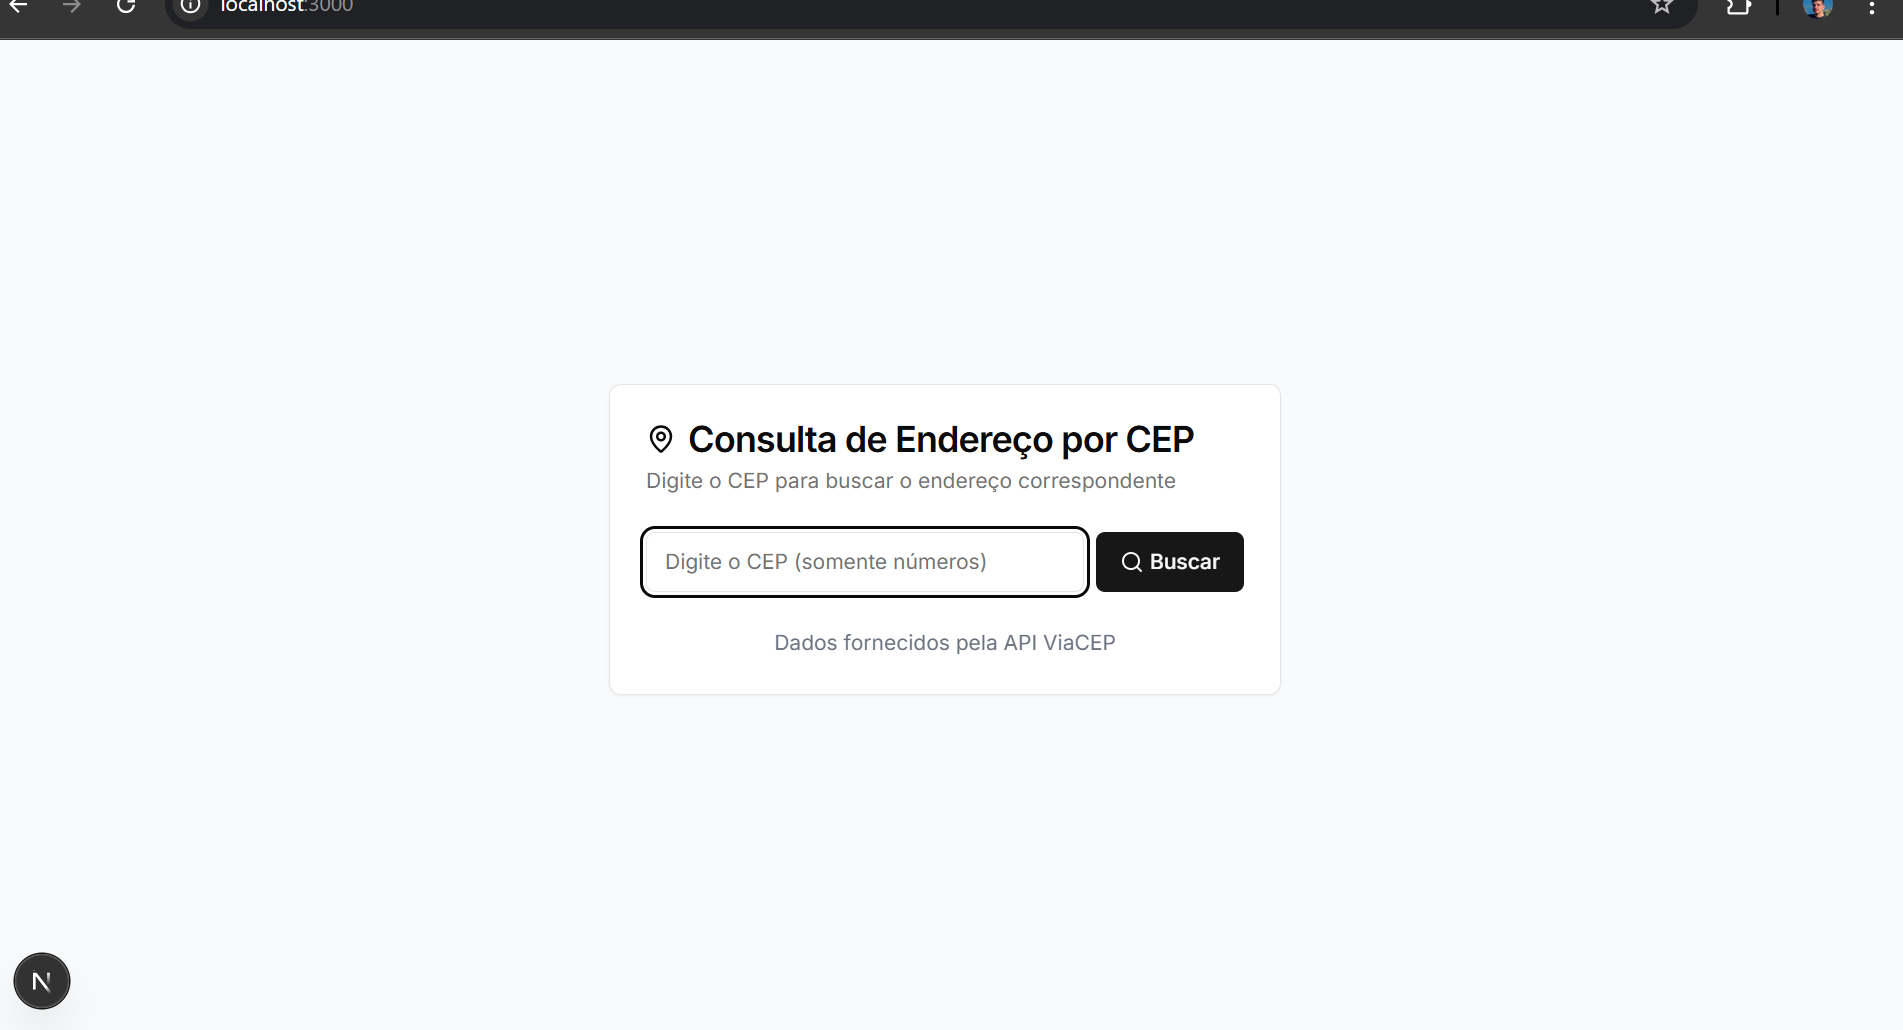 localhost:3000
Consulta de Endereço por CEP
Digite o CEP para buscar o endereço correspondente
Digite o CEP (somente números)
Buscar
Dados fornecidos pela API ViaCEP
N